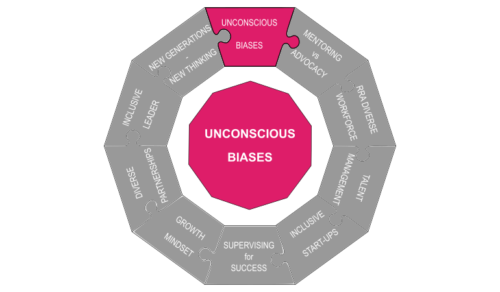 UNCONSCIOUS
BIASES
MENTORING
vs
ADVOCACY
RRA DIVERSE
WORKFORCE
TALENT
MANAGEMENT
INCLUSIVE
START-UPS
SUPERVISING
for
SUCCESS
GROWTH
MINDSET
DIVERSE
PARTNERSHIPS
INCLUSIVE
LEADER
NEW GENERATIONS
-
NEW THINKING
UNCONSCIOUS
BIASES